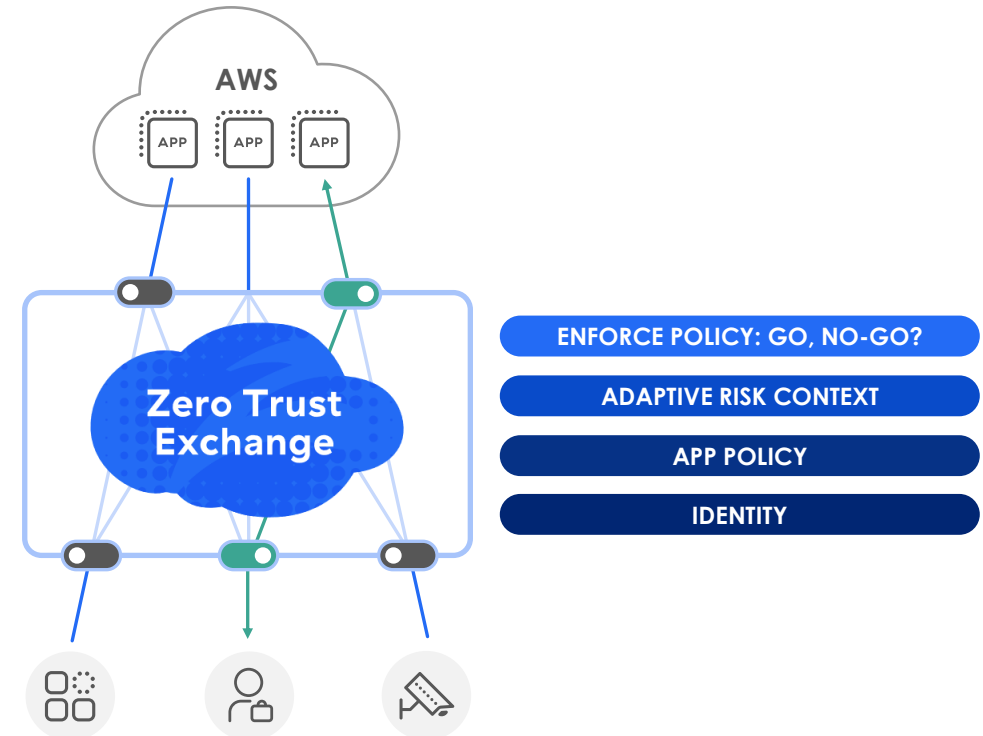 AWS
APP
APP
APP
Zero Trust
Exchange
ENFORCE POLICY: GO, NO-GO?
ADAPTIVE RISK CONTEXT
APP POLICY
IDENTITY